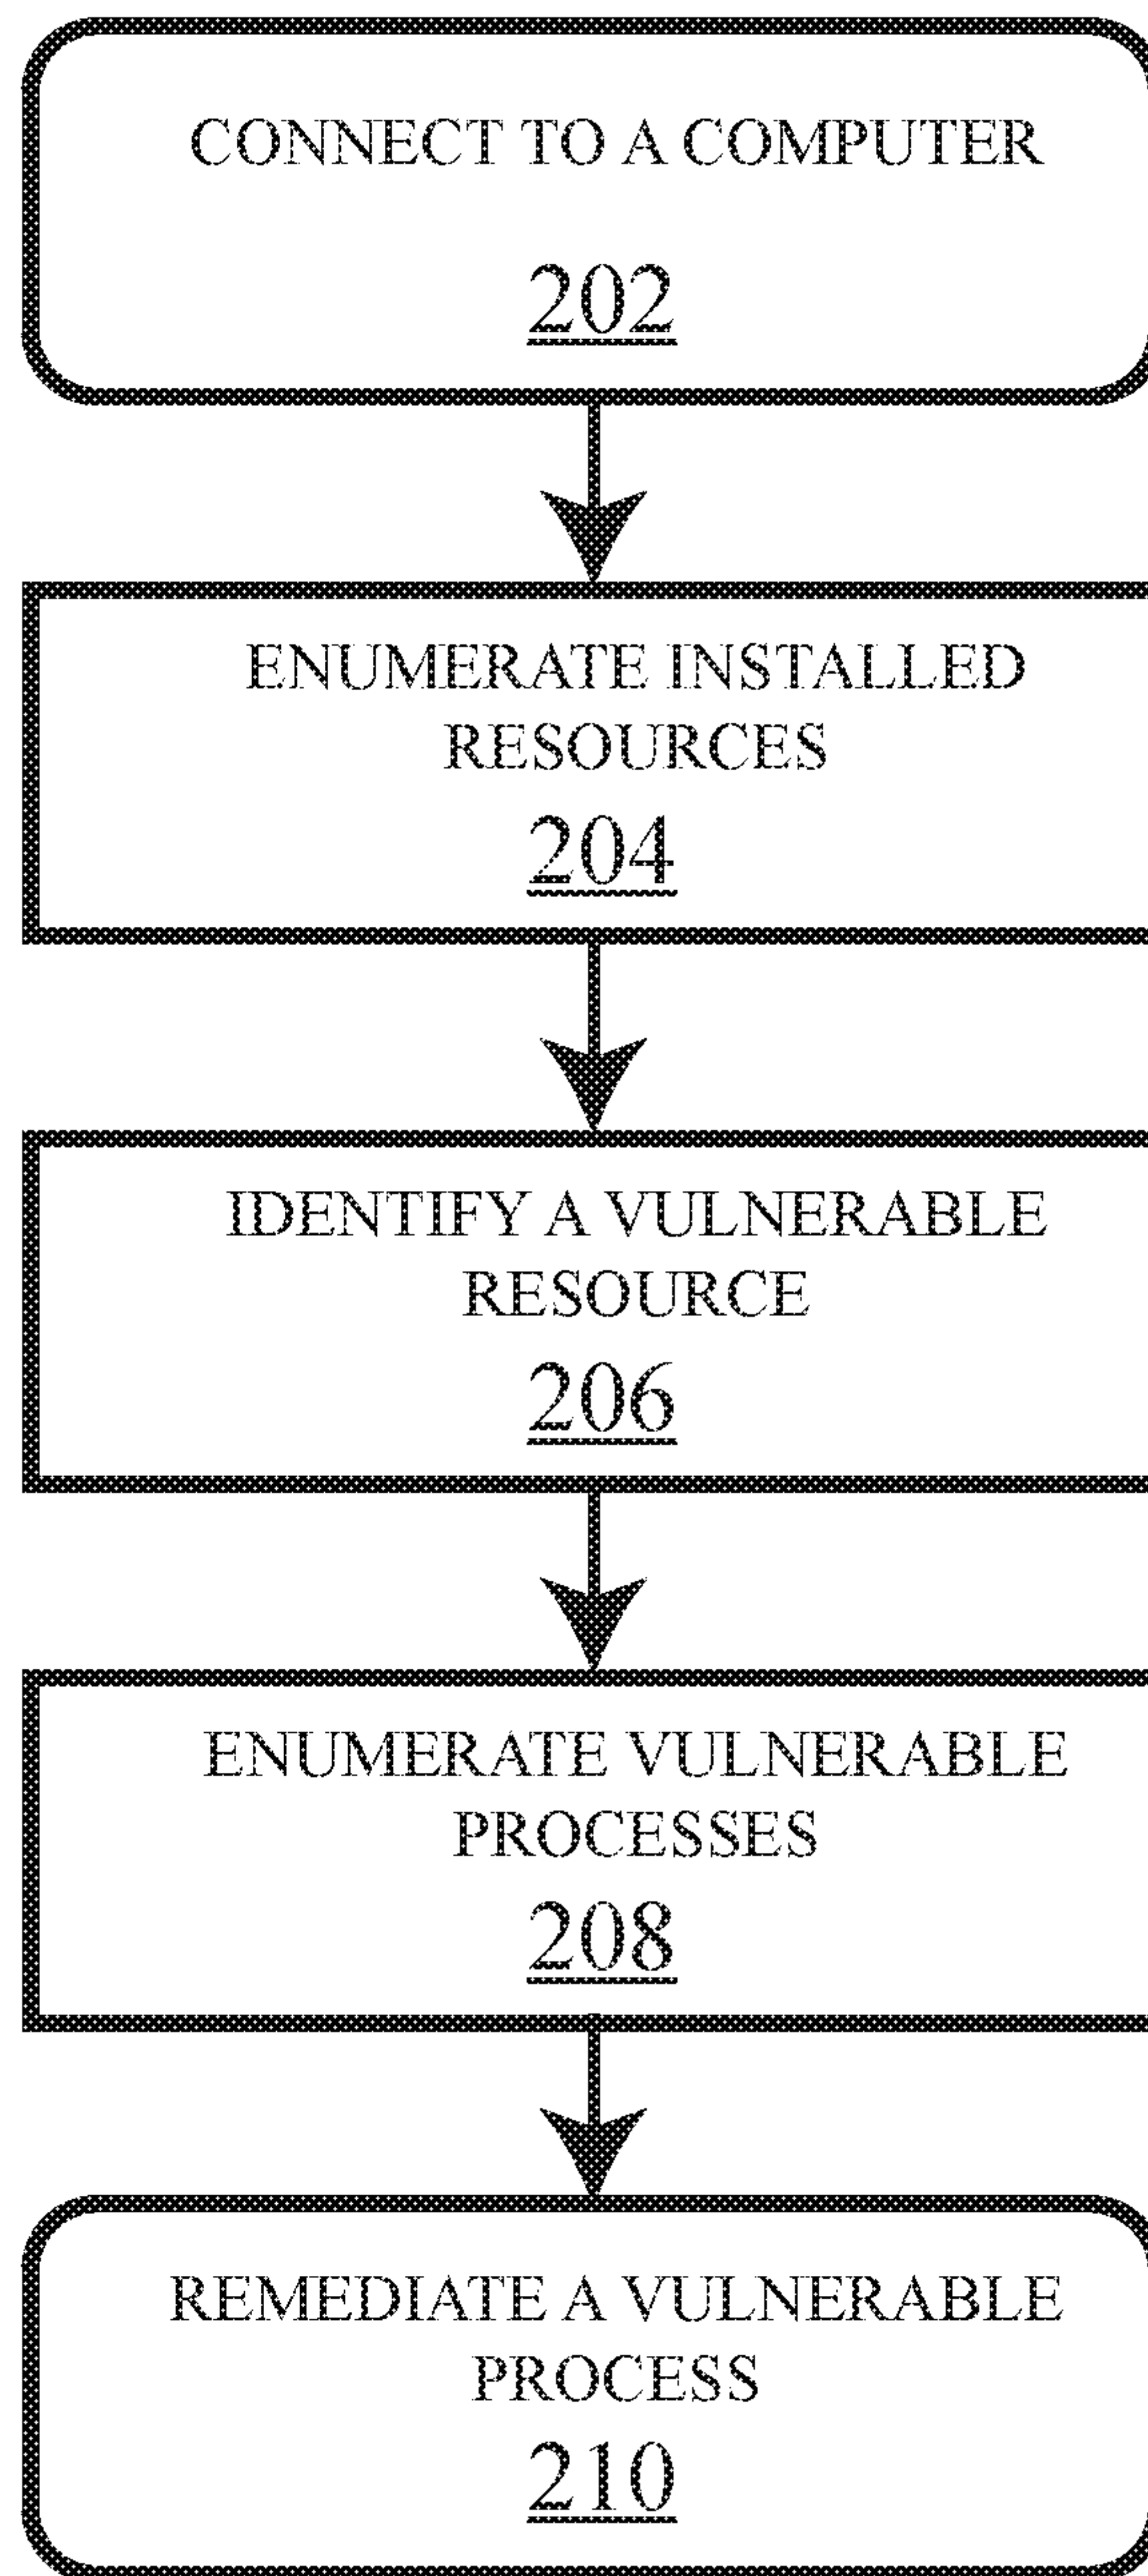 CONNECT TO A COMPUTER
202
ENUMERATE INSTALLED
RESOURCES
204
IDENTIFY A VULNERABLE
RESOURCE
206
ENUMERATE VULNERABLE
PROCESSES
208
REMEDIATE A VULNERABLE
PROCESS
210